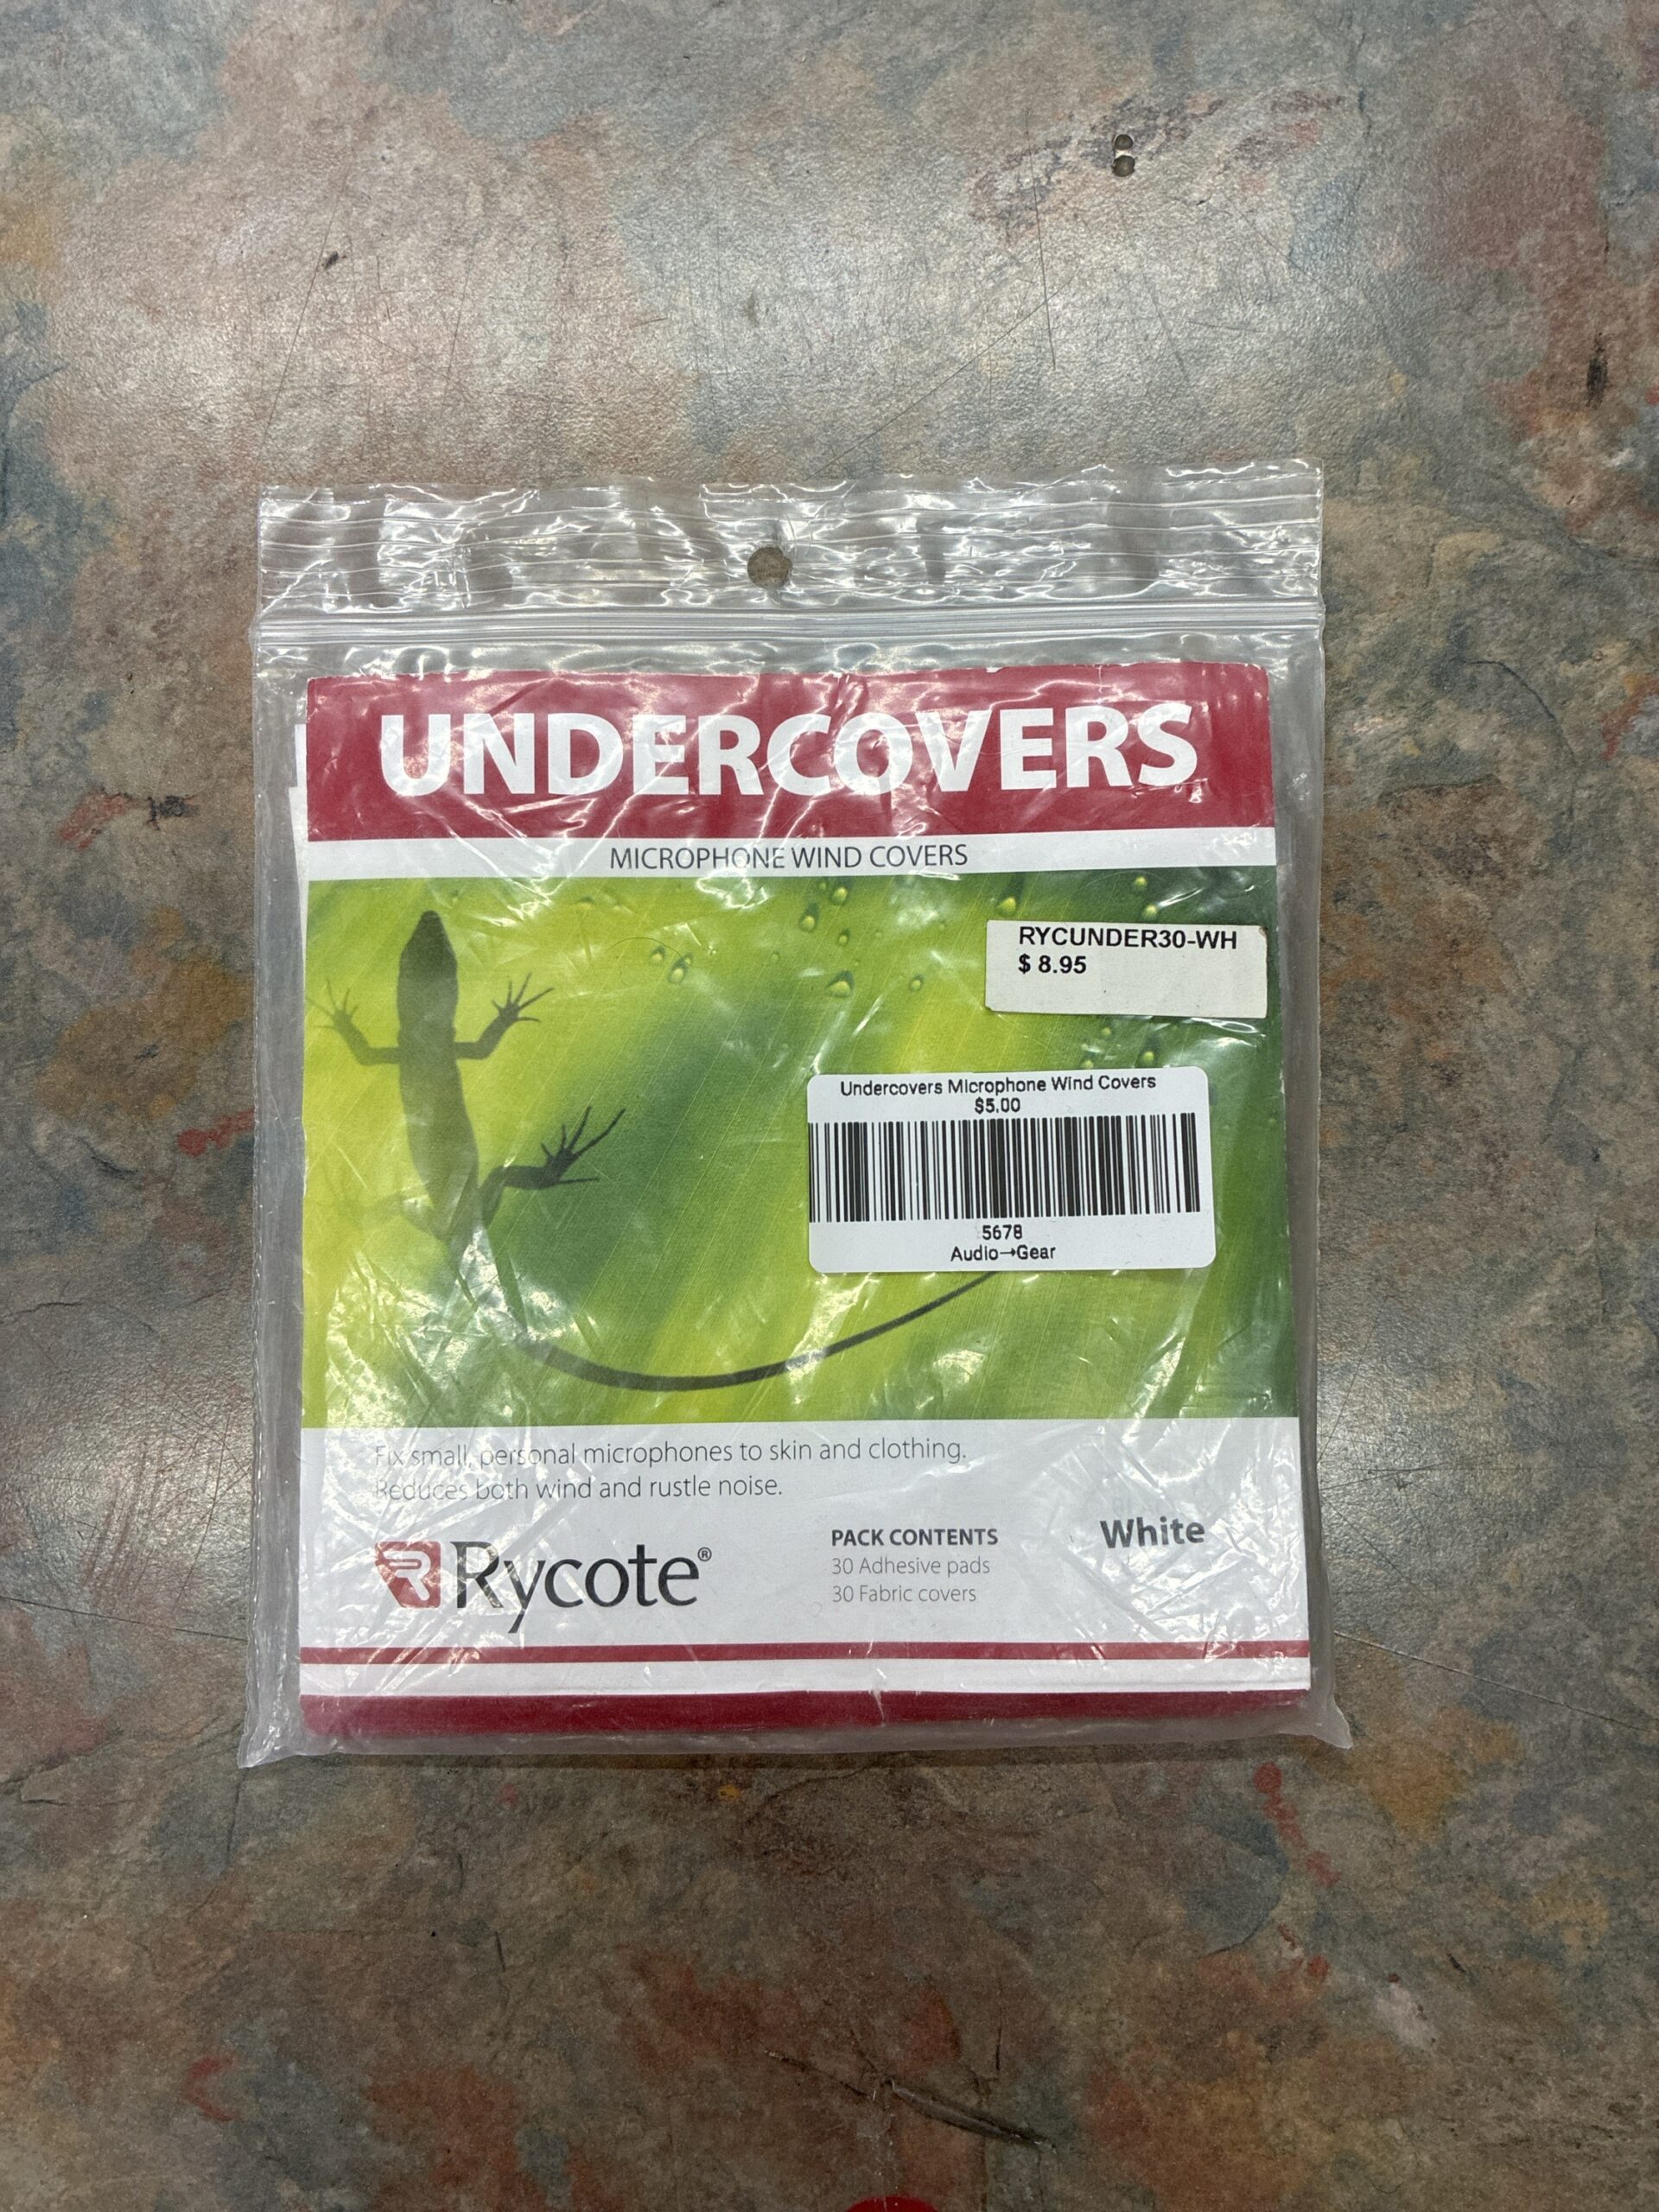 UNDERCOVERS
MICROPHONE WIND COVERS
RYCUNDER30-WH
$ 8.95
Undercovers Microphone Wind Covers
$5.00
5678
Audio→Gear
Fix small, personal microphones to skin and clothing.
Reduces both wind and rustle noise.
Rycote®
PACK CONTENTS
30 Adhesive pads
30 Fabric covers
White